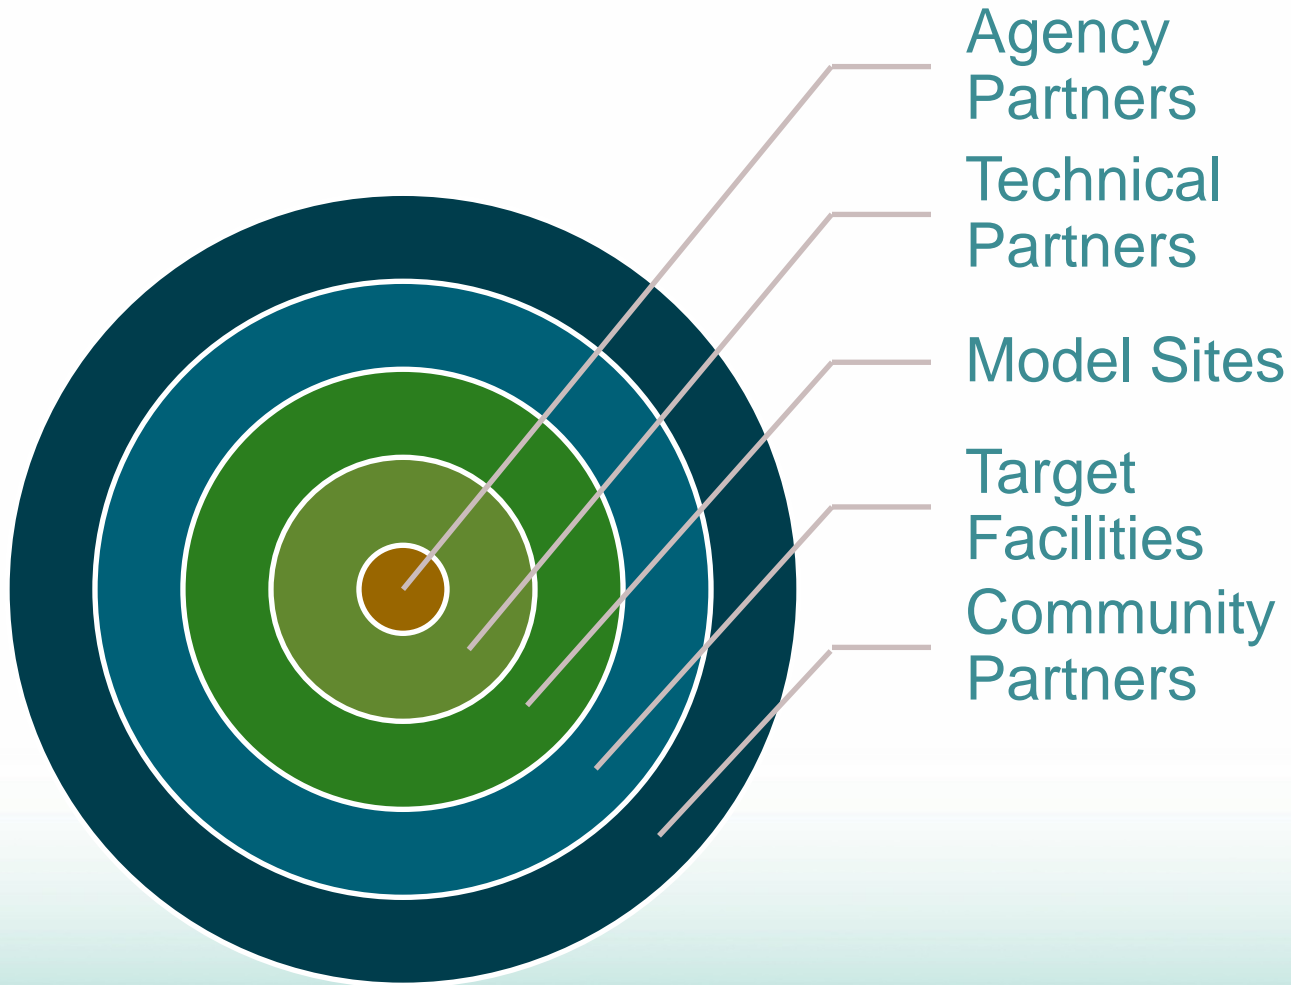 Agency
Partners
Technical
Partners
Model Sites
Target
Facilities
Community
Partners